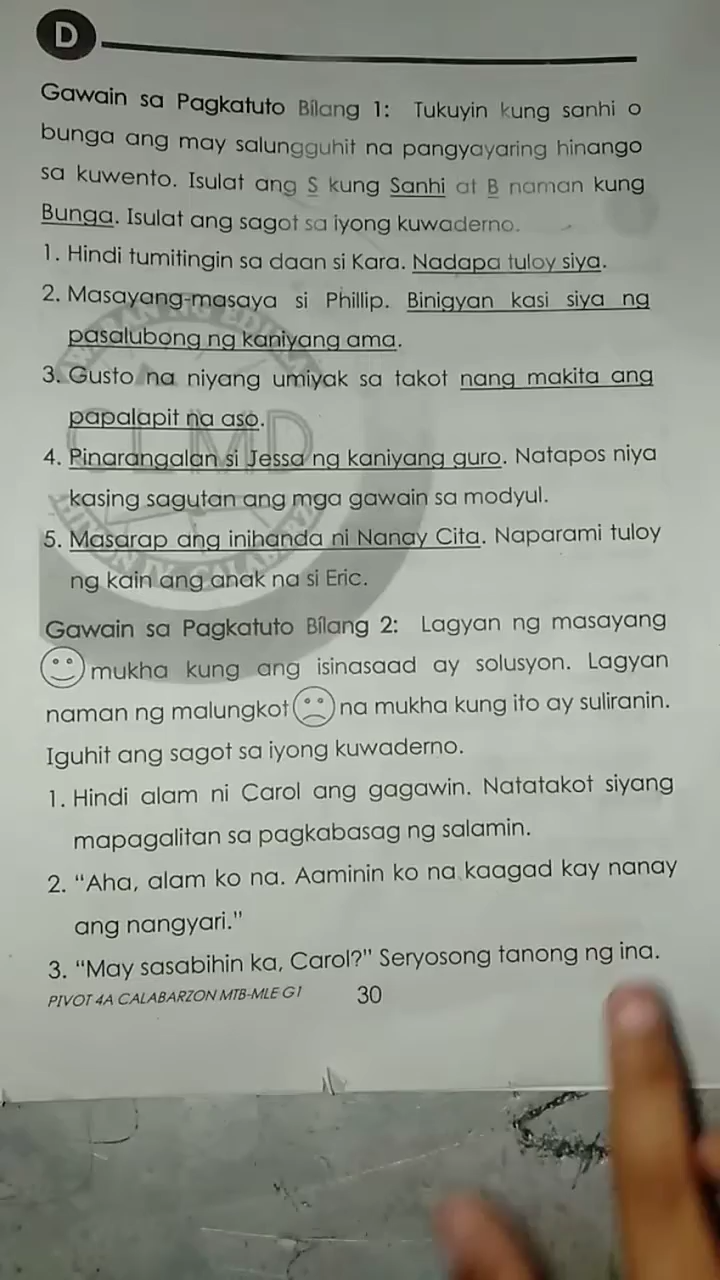 D
Gawain sa Pagkatuto Bilang 1: Tukuyin kung sanhi o
bunga ang may salungguhit na pangyayaring hinango
sa kuwento. Isulat ang S kung Sanhi at B naman kung
Bunga. Isulat ang sagot sa iyong kuwaderno.
1. Hindi tumitingin sa daan si Kara. Nadapa tuloy siya.
2. Masayang-masaya si Phillip. Binigyan kasi siya ng
pasalubong ng kaniyang ama.
3. Gusto na niyang umiyak sa takot nang makita ang
papalapit na aso.
4. Pinarangalan si Jessa ng kaniyang guro. Natapos niya
kasing sagutan ang mga gawain sa modyul.
5. Masarap ang inihanda ni Nanay Cita. Naparami tuloy
ng kain ang anak na si Eric.
Gawain sa Pagkatuto Bilang 2: Lagyan ng masayang
mukha kung ang isinasaad ay solusyon. Lagyan
naman ng malungkot na mukha kung ito ay suliranin.
Iguhit ang sagot sa iyong kuwaderno.
1. Hindi alam ni Carol ang gagawin. Natatakot siyang
mapagalitan sa pagkabasag ng salamin.
2. "Aha, alam ko na. Aaminin ko na kaagad kay nanay
ang nangyari."
3. "May sasabihin ka, Carol?" Seryosong tanong ng ina.
PIVOT 4A CALABARZON MTB-MLE G1 30